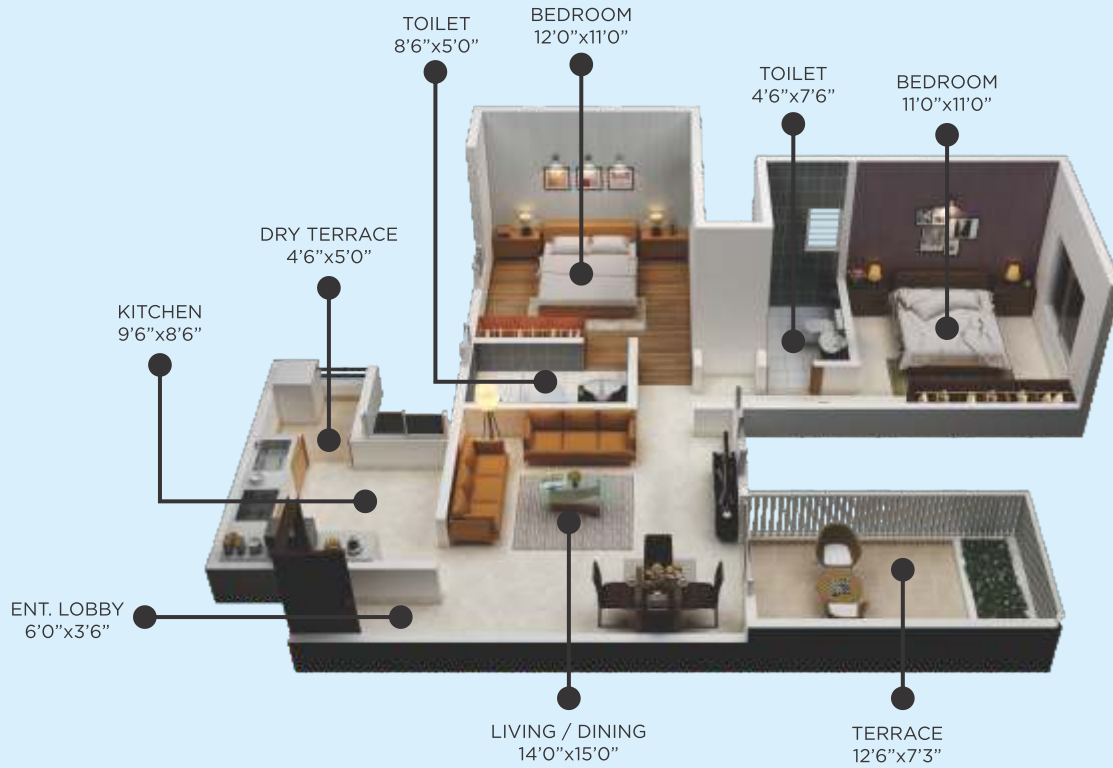 TOILET
8’6”x5’0”
BEDROOM
12’0”x11’0”
TOILET
4’6”x7’6”
BEDROOM
11’0”x11’0”
DRY TERRACE
4’6”x5’0”
KITCHEN
9’6”x8’6”
ENT. LOBBY
6’0”x3’6”
LIVING / DINING
14’0”x15’0”
TERRACE
12’6”x7’3”